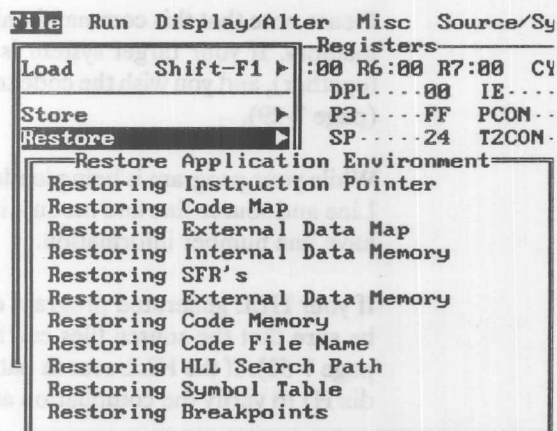 File Run Display/Alter Misc Source/Sy
Registers
Load Shift-F1 :00 R6:00 R7:00 CY
DPL 00 IE
Store P3 FF PCON
Restore SP 24 T2CON
Restore Application Environment
Restoring Instruction Pointer
Restoring Code Map
Restoring External Data Map
Restoring Internal Data Memory
Restoring SFR's
Restoring External Data Memory
Restoring Code Memory
Restoring Code File Name
Restoring HLL Search Path
Restoring Symbol Table
Restoring Breakpoints